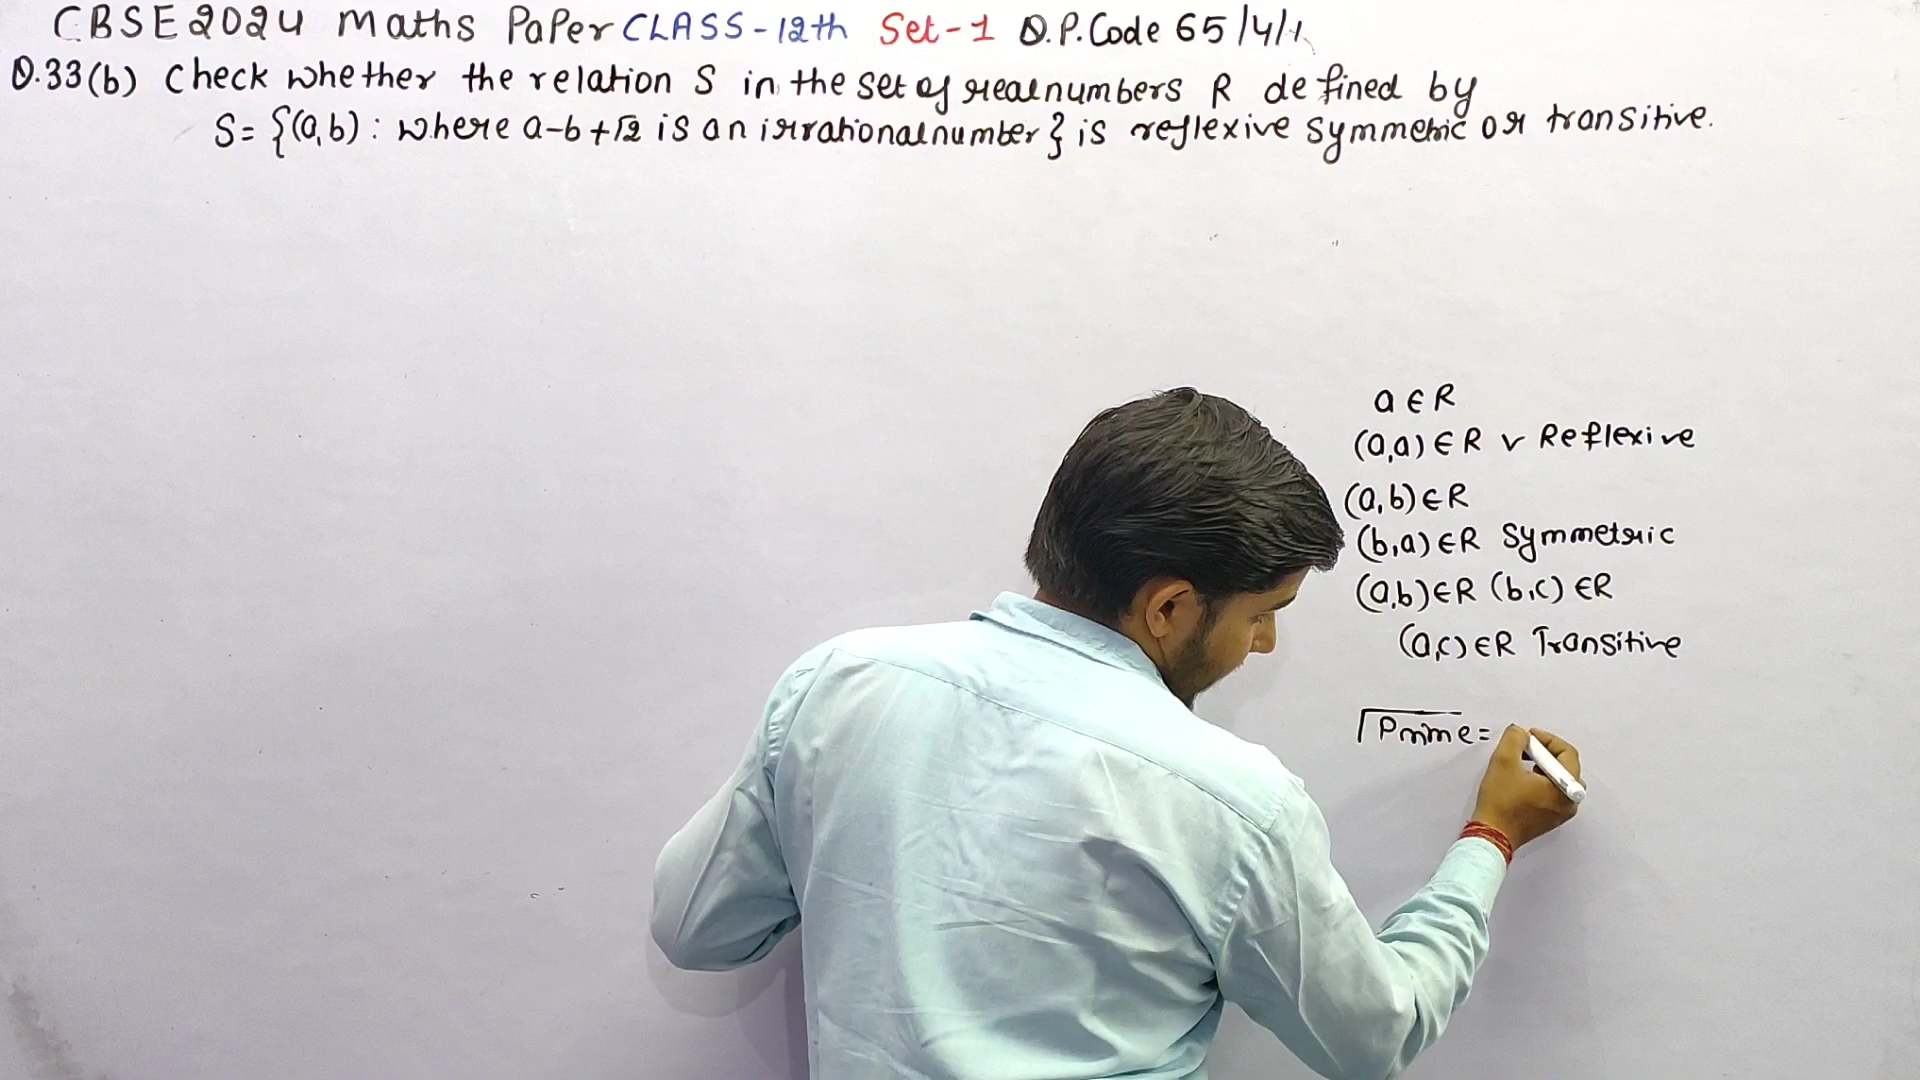 CBSE 2024 Maths Paper CLASS-12th Set-1 Q.P. Code 65/4/1
Q.33(b) Check whether the relation S in the set of real numbers R defined by
S = {(a,b) : where a-b+√2 is an irrational number} is reflexive symmetric or transitive.
a ∈ R
(a,a) ∈ R ✓ Reflexive
(a,b) ∈ R
(b,a) ∈ R Symmetric
(a,b) ∈ R (b,c) ∈ R
(a,c) ∈ R Transitive
√Prime =